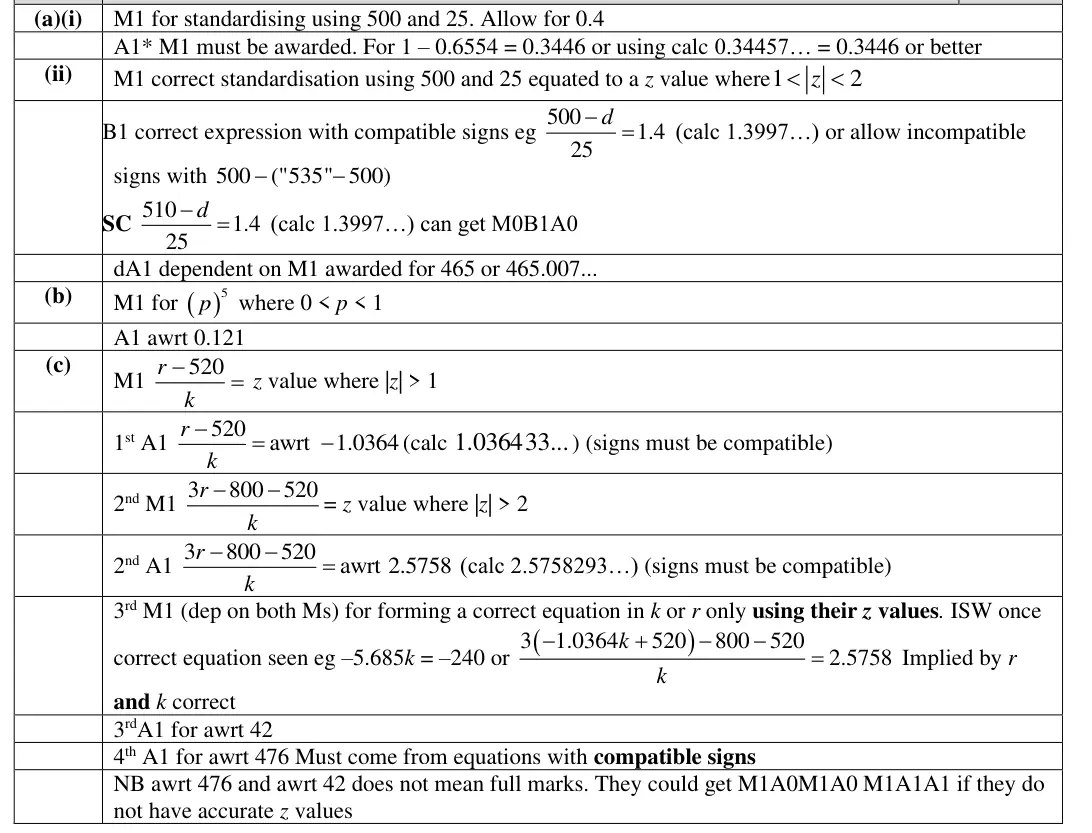 (a)(i) M1 for standardising using 500 and 25. Allow for 0.4
A1* M1 must be awarded. For 1 – 0.6554 = 0.3446 or using calc 0.34457… = 0.3446 or better
(ii) M1 correct standardisation using 500 and 25 equated to a z value where 1 < |z| < 2
B1 correct expression with compatible signs eg (500 – d)/25 = 1.4 (calc 1.3997…) or allow incompatible
signs with 500 – ("535" – 500)
SC (510 – d)/25 = 1.4 (calc 1.3997…) can get M0B1A0
dA1 dependent on M1 awarded for 465 or 465.007...
(b) M1 for (p)⁵ where 0 < p < 1
A1 awrt 0.121
(c) M1 (r – 520)/k = z value where |z| > 1
1st A1 (r – 520)/k = awrt –1.0364 (calc 1.036433...) (signs must be compatible)
2nd M1 (3r – 800 – 520)/k = z value where |z| > 2
2nd A1 (3r – 800 – 520)/k = awrt 2.5758 (calc 2.5758293…) (signs must be compatible)
3rd M1 (dep on both Ms) for forming a correct equation in k or r only using their z values. ISW once
correct equation seen eg –5.685k = –240 or (3(–1.0364k + 520) – 800 – 520)/k = 2.5758 Implied by r
and k correct
3rdA1 for awrt 42
4th A1 for awrt 476 Must come from equations with compatible signs
NB awrt 476 and awrt 42 does not mean full marks. They could get M1A0M1A0 M1A1A1 if they do
not have accurate z values